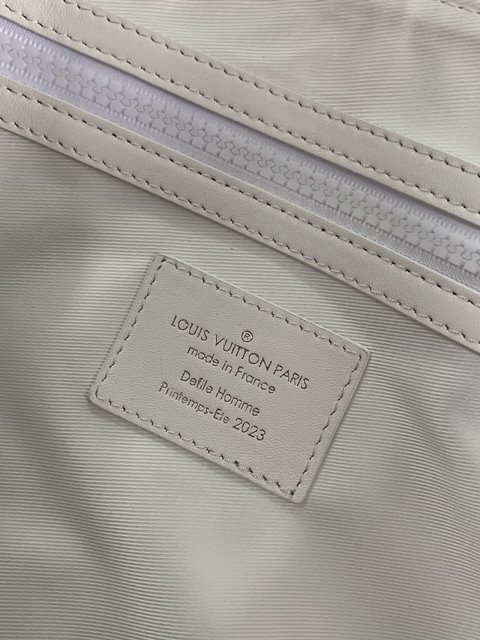 ®
LOUIS VUITTON PARIS
made in France
Defile Homme
Printemps-Ete 2023